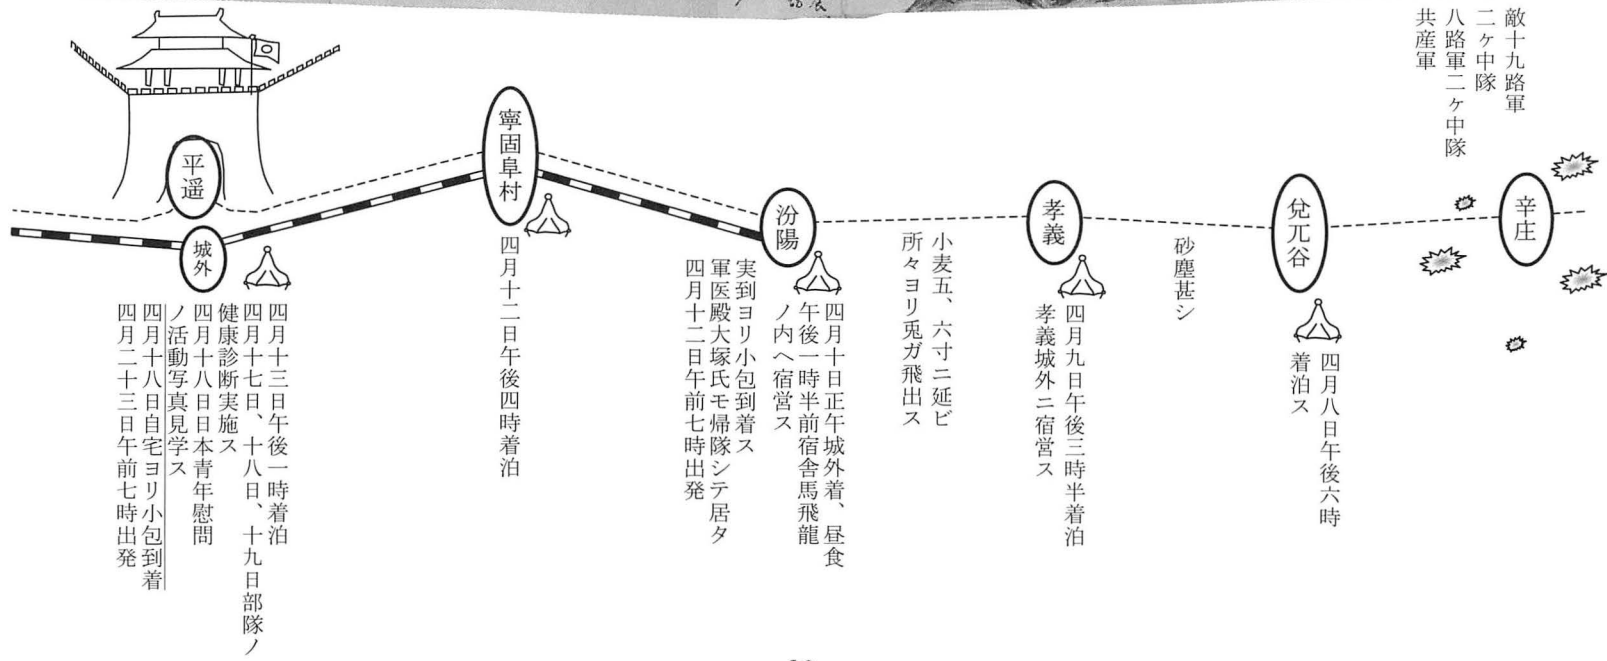 敵十九路軍
二ヶ中隊
八路軍二ヶ中隊
共産軍
辛庄
兌兀谷
四月八日午後六時
着泊ス
砂塵甚シ
孝義
四月九日午後三時半着泊
孝義城外ニ宿営ス
小麦五、六寸ニ延ビ
所々ヨリ兎ガ飛出ス
汾陽
四月十日正午城外着、昼食
午後一時半前宿舎馬飛龍
ノ内ヘ宿営ス
実到ヨリ小包到着ス
軍医殿大塚氏モ帰隊シテ居タ
四月十二日午前七時出発
寧固阜村
四月十二日午後四時着泊
平遥
城外
四月十三日午後一時着泊
四月十七日、十八日、十九日部隊ノ
健康診断実施ス
四月十八日日本青年慰問
ノ活動写真見学ス
四月十八日自宅ヨリ小包到着
四月二十三日午前七時出発